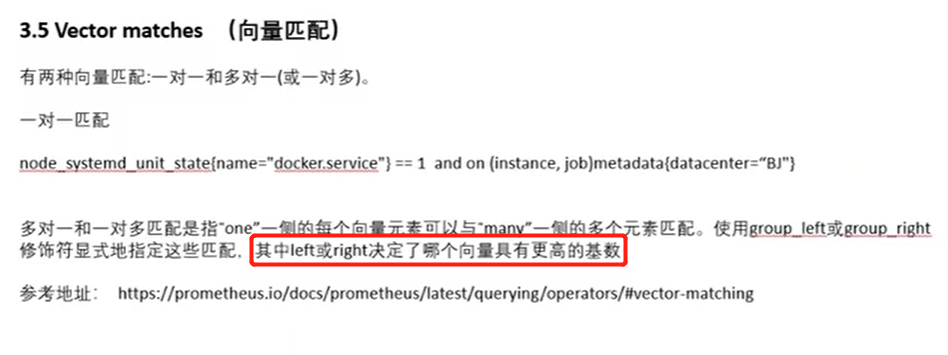 3.5 Vector matches （向量匹配）
有两种向量匹配:一对一和多对一(或一对多)。
一对一匹配
node_systemd_unit_state{name="docker.service"} == 1 and on (instance, job)metadata{datacenter=“BJ"}
多对一和一对多匹配是指“one”一侧的每个向量元素可以与“many”一侧的多个元素匹配。使用group_left或group_right
修饰符显式地指定这些匹配，其中left或right决定了哪个向量具有更高的基数
参考地址： https://prometheus.io/docs/prometheus/latest/querying/operators/#vector-matching